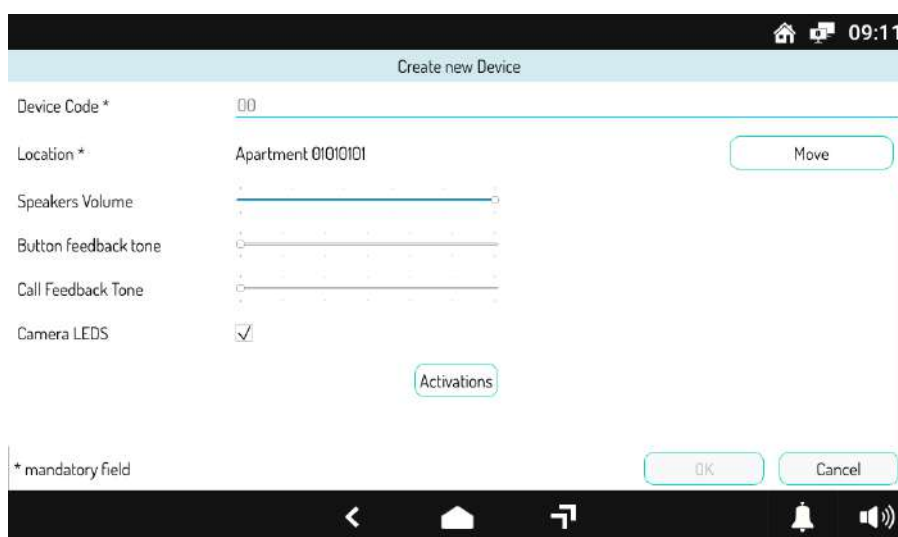 09:11
Create new Device
Device Code * 00
Location * Apartment 01010101 Move
Speakers Volume
Button feedback tone
Call Feedback Tone
Camera LEDS
Activations
* mandatory field OK Cancel